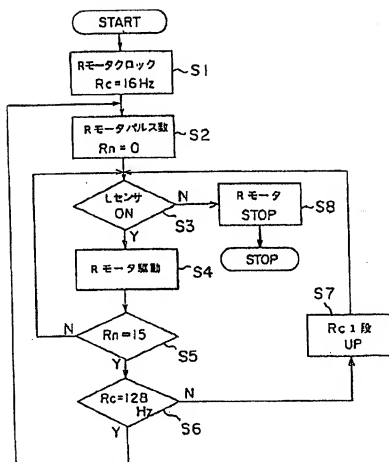 START
Rモータクロック
Rc=16Hz
S1
Rモータパルス数
Rn=0
S2
Lセンサ
ON
N
S3
Y
Rモータ
STOP
S8
STOP
Rモータ駆動
S4
N
Rn=15
S5
Y
Rc=128
Hz
N
S6
Y
S7
Rc1段
UP